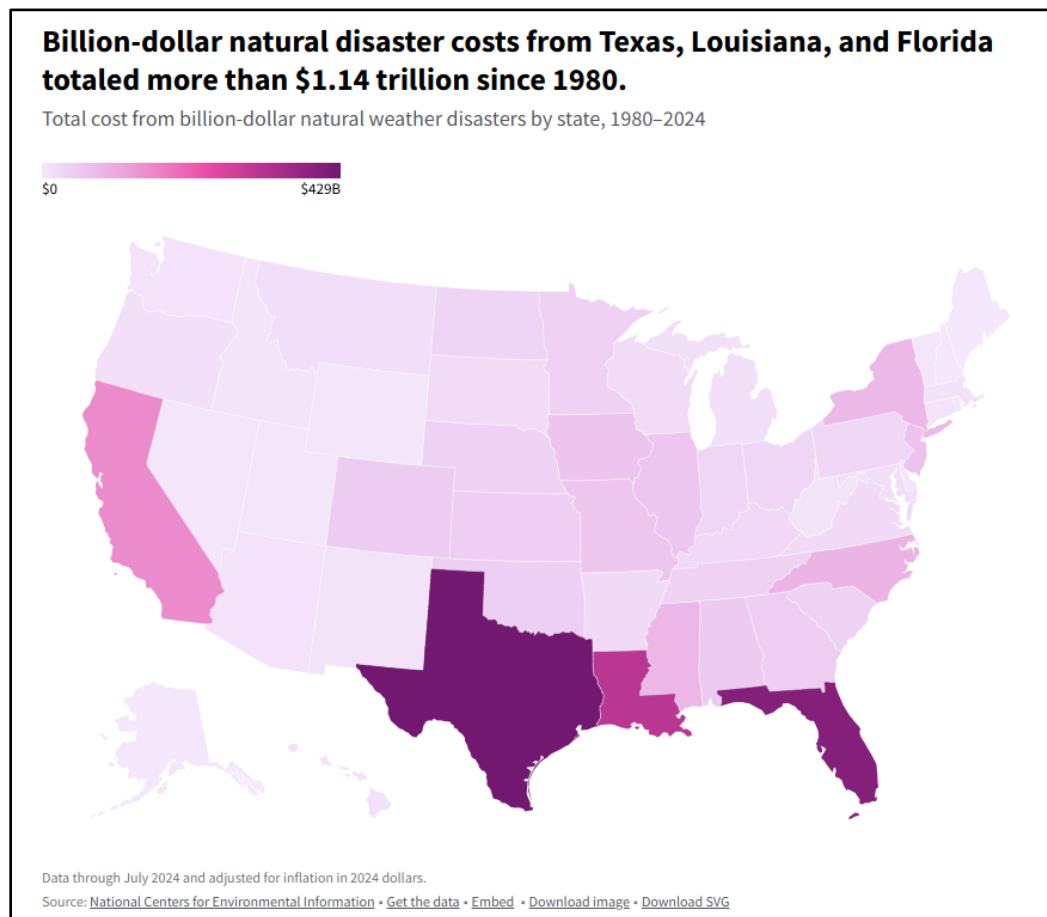 Billion-dollar natural disaster costs from Texas, Louisiana, and Florida
totaled more than $1.14 trillion since 1980.
Total cost from billion-dollar natural weather disasters by state, 1980–2024
$0 $429B
Data through July 2024 and adjusted for inflation in 2024 dollars.
Source: National Centers for Environmental Information • Get the data • Embed • Download image • Download SVG